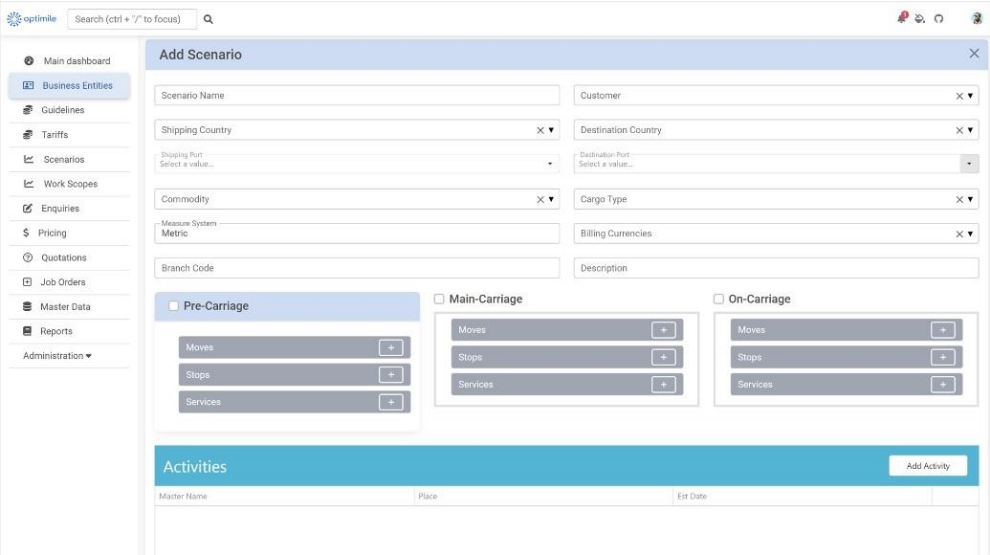 optimile
Search (ctrl + "/" to focus)
Main dashboard
Business Entities
Guidelines
Tariffs
Scenarios
Work Scopes
Enquiries
$ Pricing
Quotations
Job Orders
Master Data
Reports
Administration
Add Scenario
Scenario Name
Customer
Shipping Country
Destination Country
Shipping Port
Select a value...
Destination Port
Select a value...
Commodity
Cargo Type
Measure System
Metric
Billing Currencies
Branch Code
Description
Pre-Carriage
Moves +
Stops +
Services +
Main-Carriage
Moves +
Stops +
Services +
On-Carriage
Moves +
Stops +
Services +
Activities
Add Activity
Master Name Place Est Date